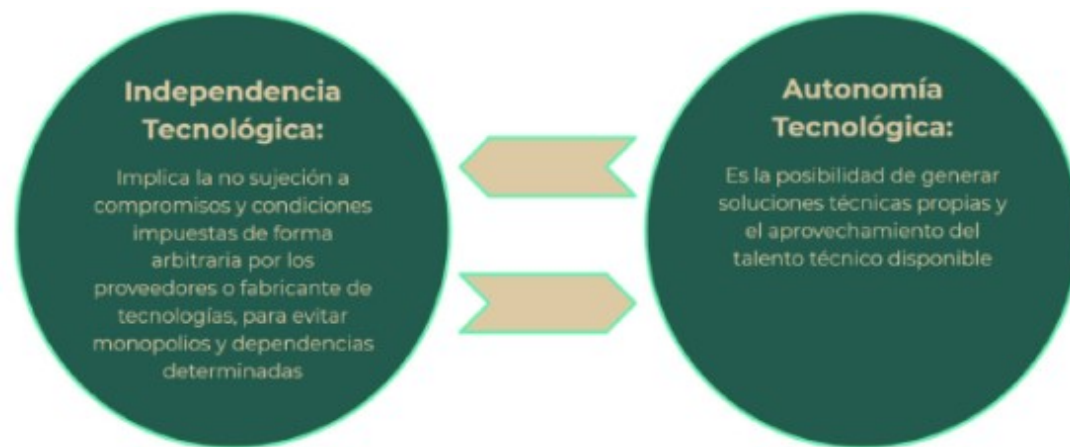 Independencia
Tecnológica:
Implica la no sujeción a
compromisos y condiciones
impuestas de forma
arbitraria por los
proveedores o fabricante de
tecnologías, para evitar
monopolios y dependencias
determinadas
Autonomía
Tecnológica:
Es la posibilidad de generar
soluciones técnicas propias y
el aprovechamiento del
talento técnico disponible